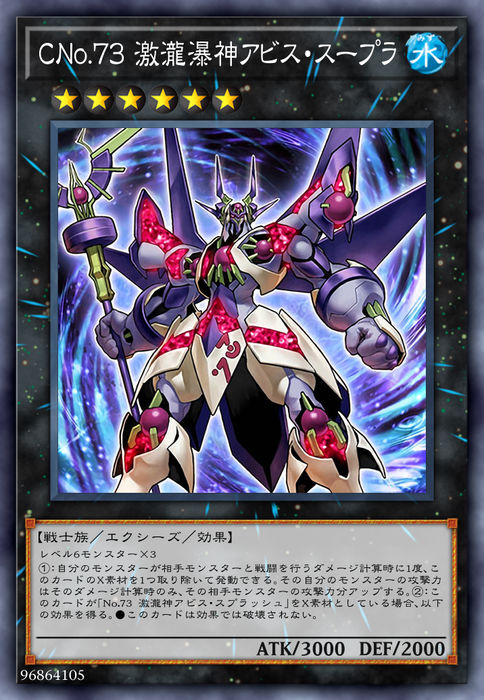 CNo.73 激瀧瀑神アビス・スープラ
みず
水
73
【戦士族／エクシーズ／効果】
レベル6モンスター×3
①:自分のモンスターが相手モンスターと戦闘を行うダメージ計算時に1度、こ
のカードのX素材を1つ取り除いて発動できる。その自分のモンスターの攻撃力
はそのダメージ計算時のみ、その相手モンスターの攻撃力分アップする。②:こ
のカードが「No.73 激瀧神アビス・スプラッシュ」をX素材としている場合、以下
の効果を得る。●このカードは効果では破壊されない。
ATK/3000 DEF/2000
96864105